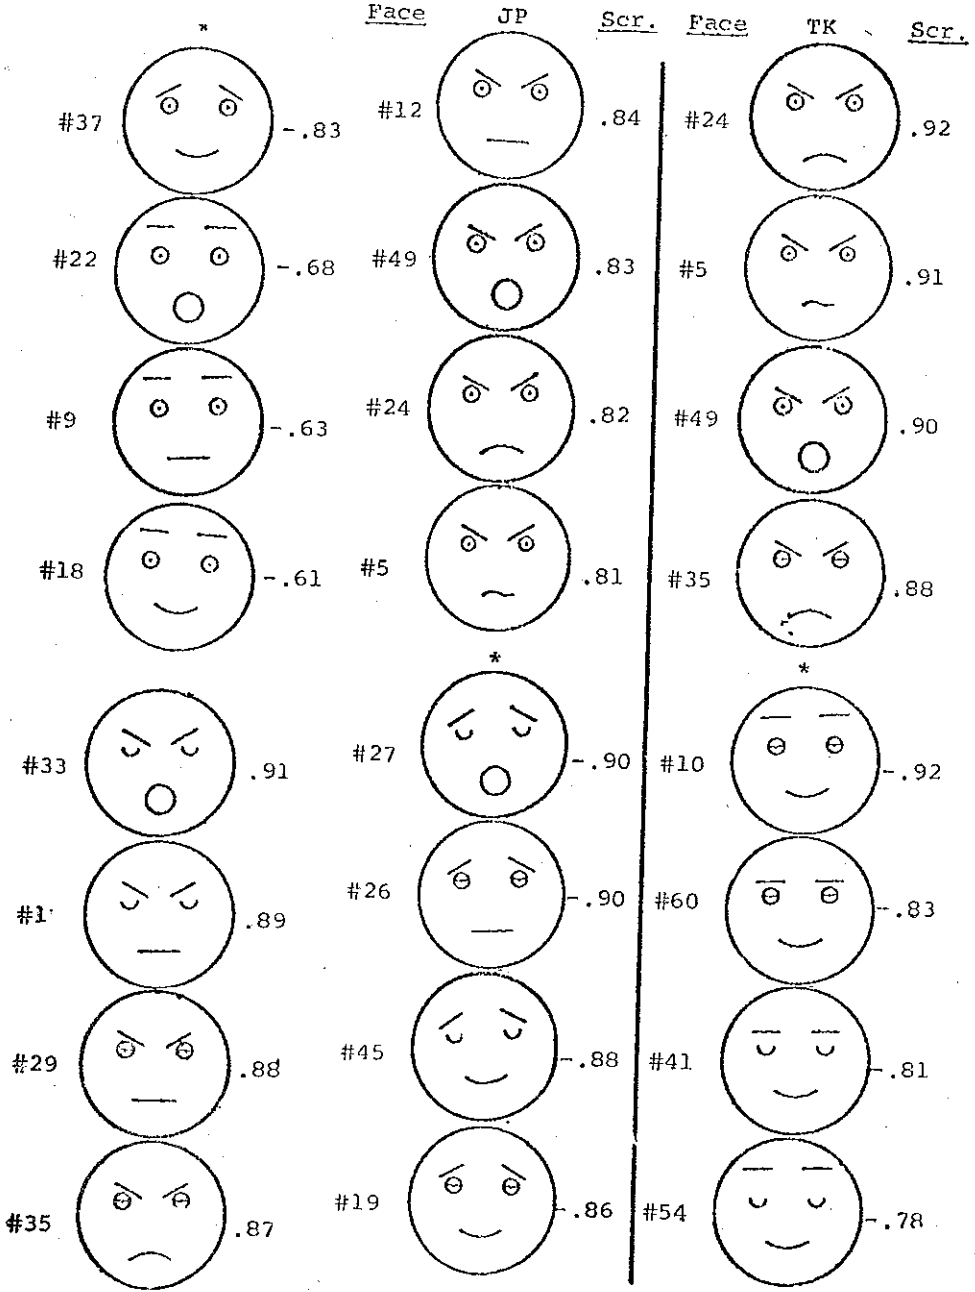 Face JP Scr. Face TK Scr.
*
#37 -.83 #12 .84 #24 .92
#22 -.68 #49 .83 #5 .91
#9 -.63 #24 .82 #49 .90
#18 -.61 #5 .81 #35 .88
* *
#33 .91 #27 -.90 #10 -.92
#1 .89 #26 -.90 #60 -.83
#29 .88 #45 -.88 #41 -.81
#35 .87 #19 -.86 #54 -.78